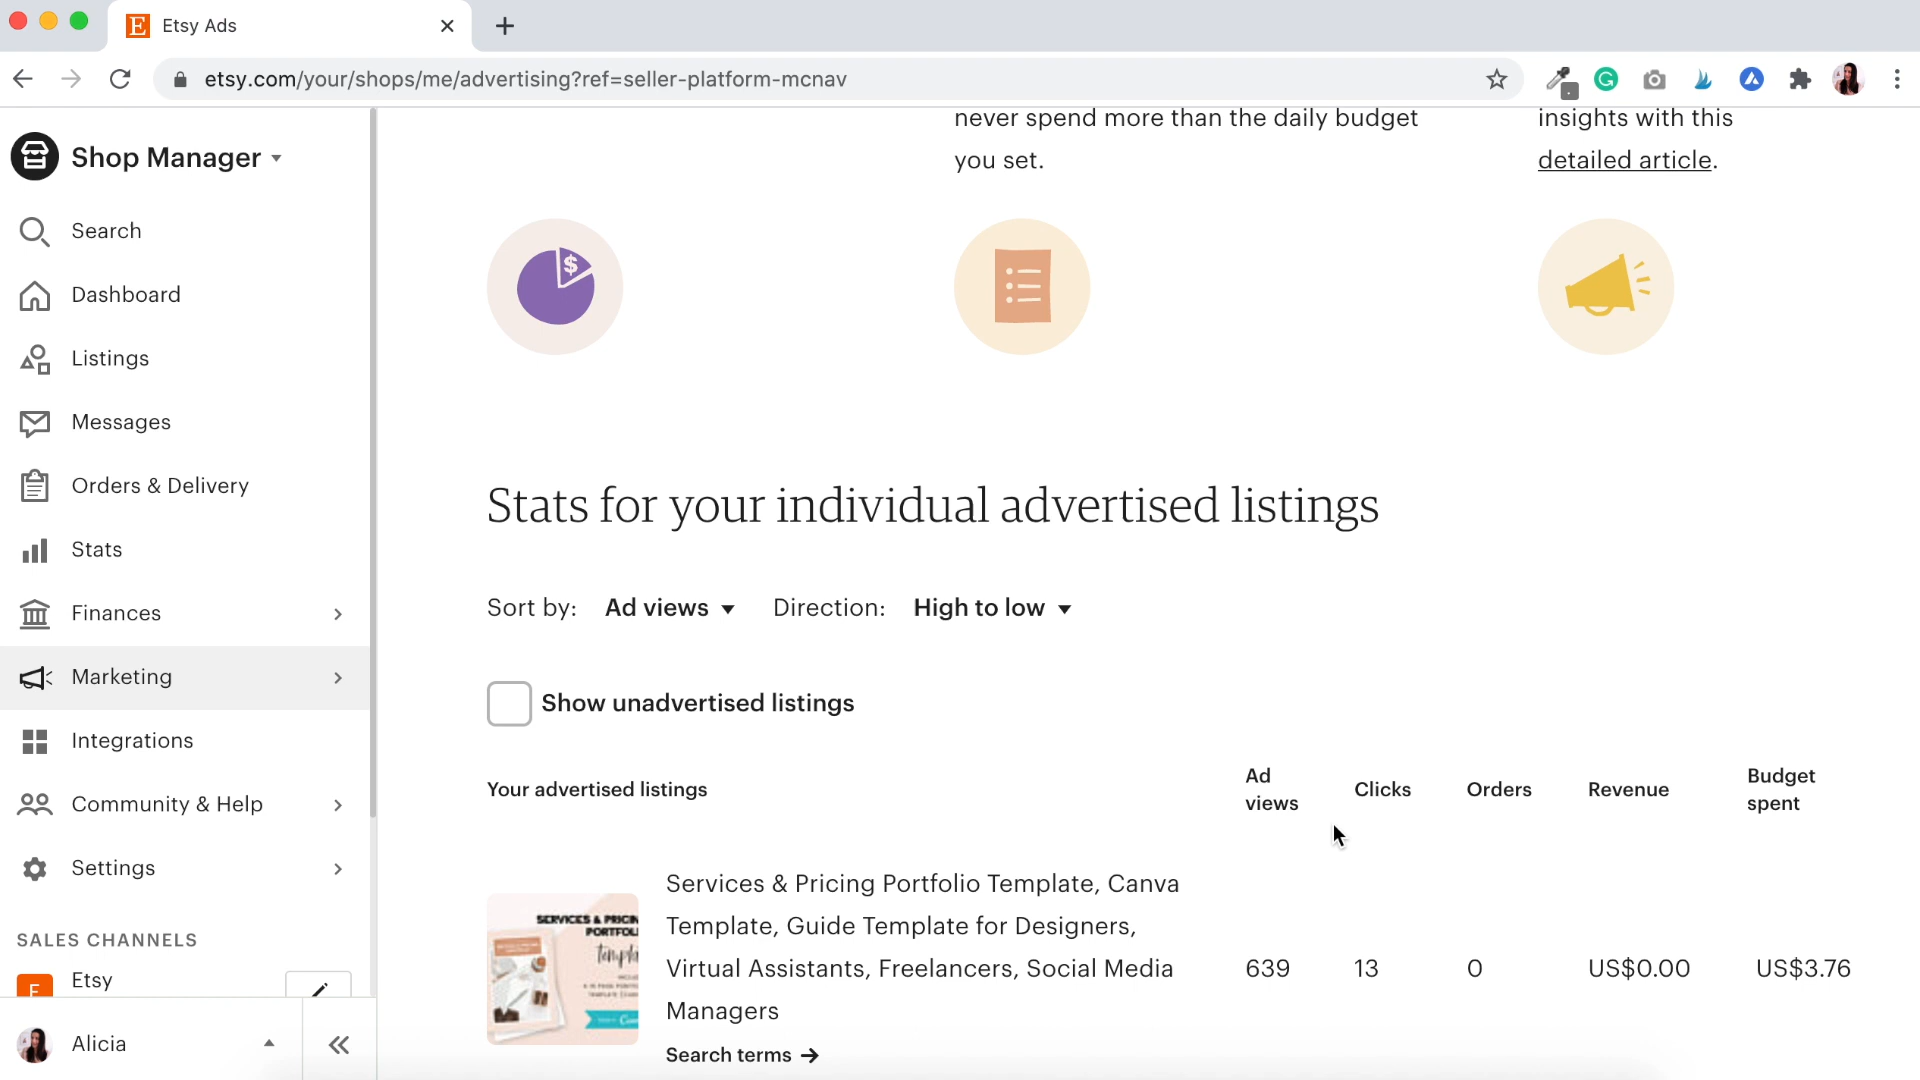 Etsy Ads
etsy.com/your/shops/me/advertising?ref=seller-platform-mcnav
Shop Manager
Search
Dashboard
Listings
Messages
Orders & Delivery
Stats
Finances
Marketing
Integrations
Community & Help
Settings
SALES CHANNELS
E
Etsy
Alicia
never spend more than the daily budget
you set.
insights with this
detailed article.
$
Stats for your individual advertised listings
Sort by: Ad views Direction: High to low
Show unadvertised listings
Your advertised listings
Ad
views
Clicks
Orders
Revenue
Budget
spent
SERVICES & PRICIN
PORTFOL
Services & Pricing Portfolio Template, Canva
Template, Guide Template for Designers,
Virtual Assistants, Freelancers, Social Media
Managers
639
13
0
US$0.00
US$3.76
Search terms →